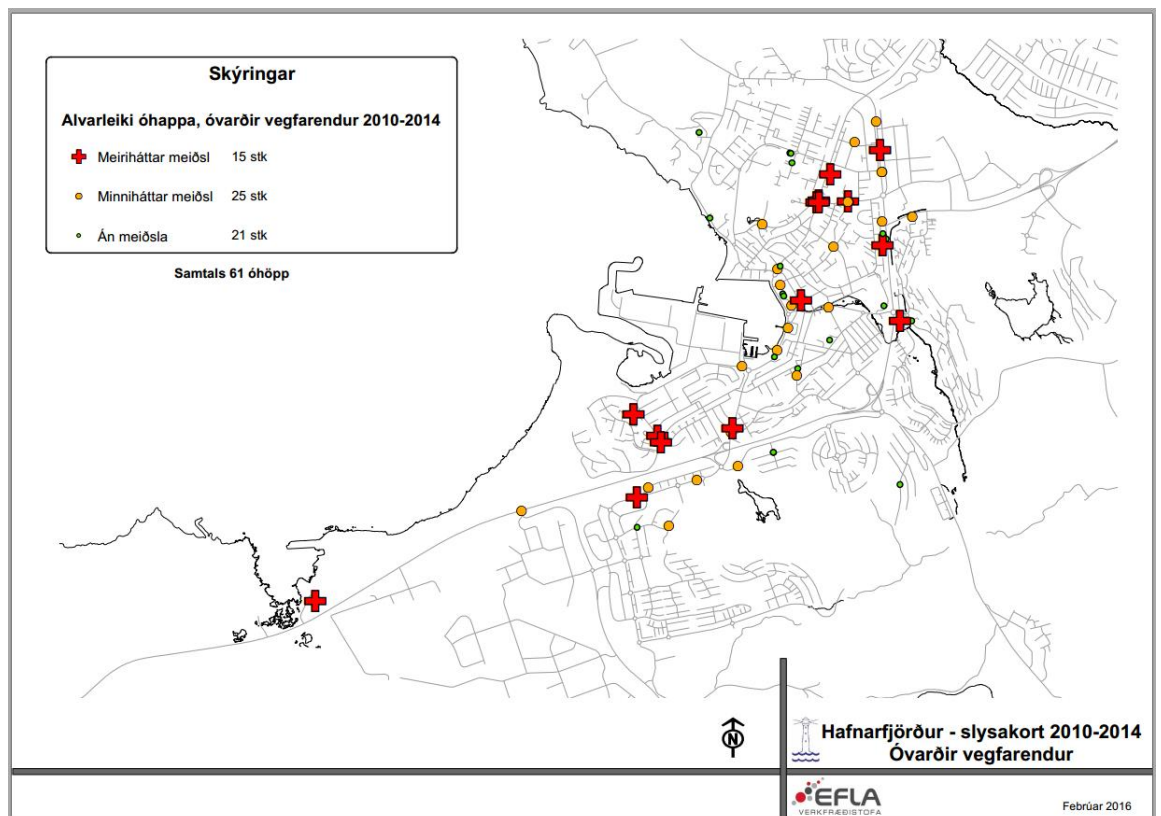 Skýringar
Alvarleiki óhappa, óvarðir vegfarendur 2010-2014
Meiriháttar meiðsl 15 stk
Minniháttar meiðsl 25 stk
Án meiðsla 21 stk
Samtals 61 óhöpp
N
Hafnarfjörður - slysakort 2010-2014
Óvarðir vegfarendur
EFLA
VERKFRÆÐISTOFA
Febrúar 2016